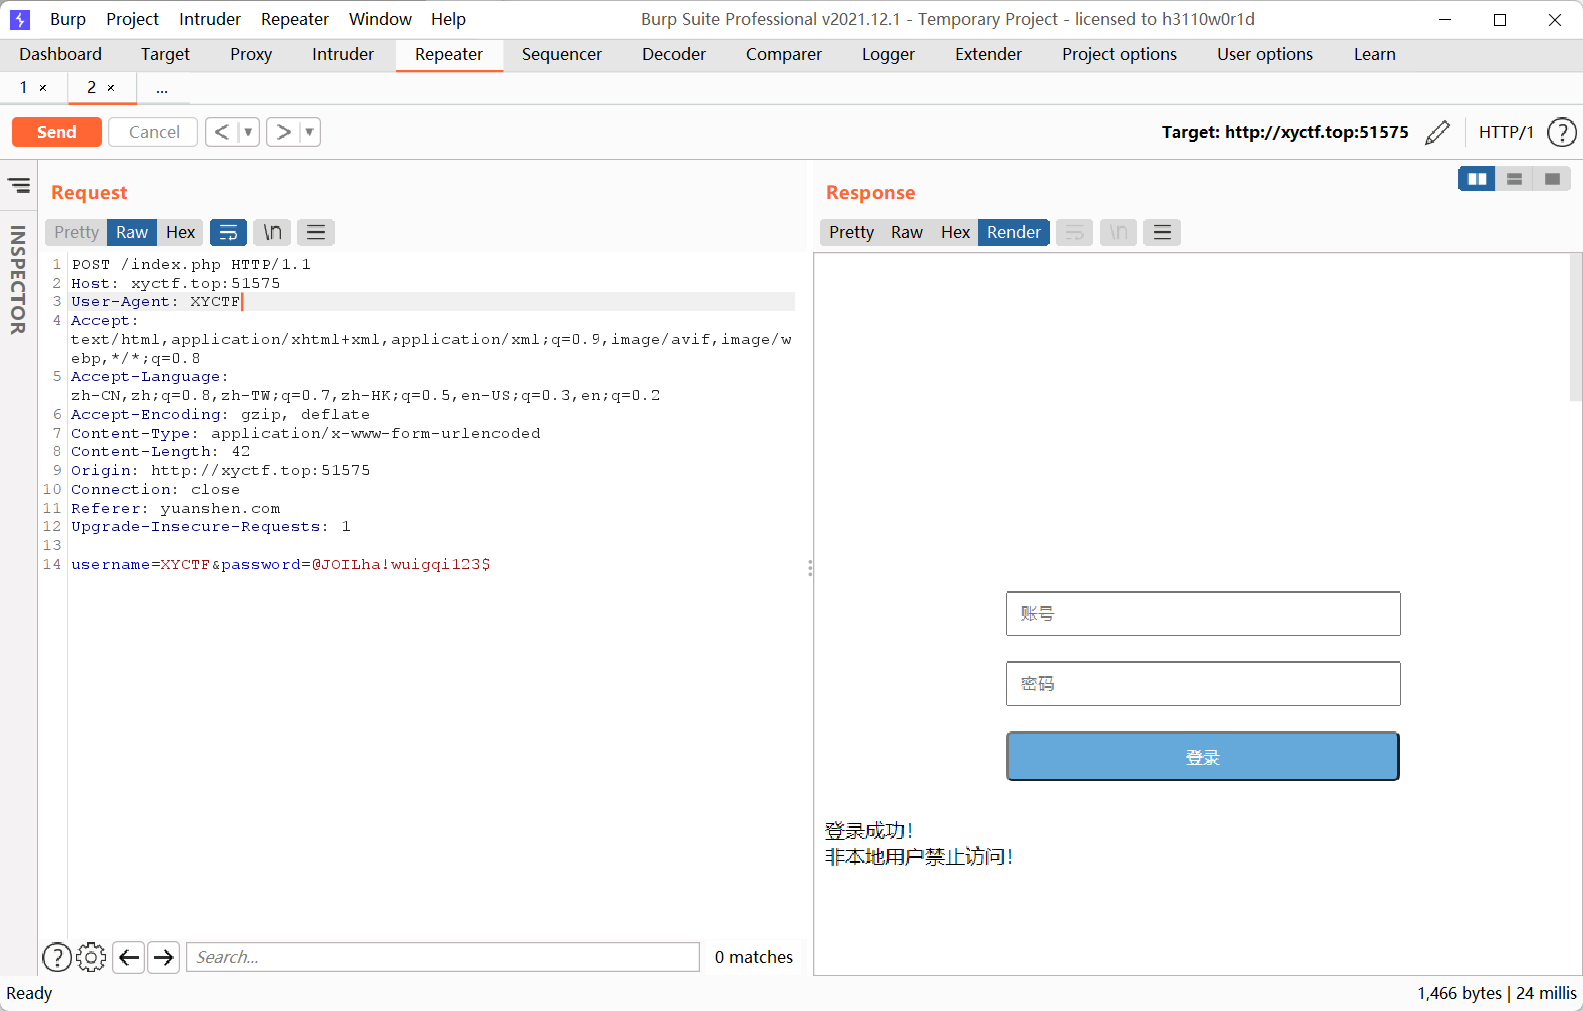 Burp Project Intruder Repeater Window Help Burp Suite Professional v2021.12.1 - Temporary Project - licensed to h3110w0r1d
Dashboard Target Proxy Intruder Repeater Sequencer Decoder Comparer Logger Extender Project options User options Learn
1 × 2 × ...
Send Cancel < > Target: http://xyctf.top:51575 HTTP/1 ?
INSPECTOR
Request
Pretty Raw Hex \n
1 POST /index.php HTTP/1.1
2 Host: xyctf.top:51575
3 User-Agent: XYCTF
4 Accept:
text/html,application/xhtml+xml,application/xml;q=0.9,image/avif,image/w
ebp,*/*;q=0.8
5 Accept-Language:
zh-CN,zh;q=0.8,zh-TW;q=0.7,zh-HK;q=0.5,en-US;q=0.3,en;q=0.2
6 Accept-Encoding: gzip, deflate
7 Content-Type: application/x-www-form-urlencoded
8 Content-Length: 42
9 Origin: http://xyctf.top:51575
10 Connection: close
11 Referer: yuanshen.com
12 Upgrade-Insecure-Requests: 1
13
14 username=XYCTF&password=@JOILha!wuigqi123$
? Search... 0 matches
Response
Pretty Raw Hex Render \n
账号
密码
登录
登录成功!
非本地用户禁止访问!
Ready 1,466 bytes | 24 millis